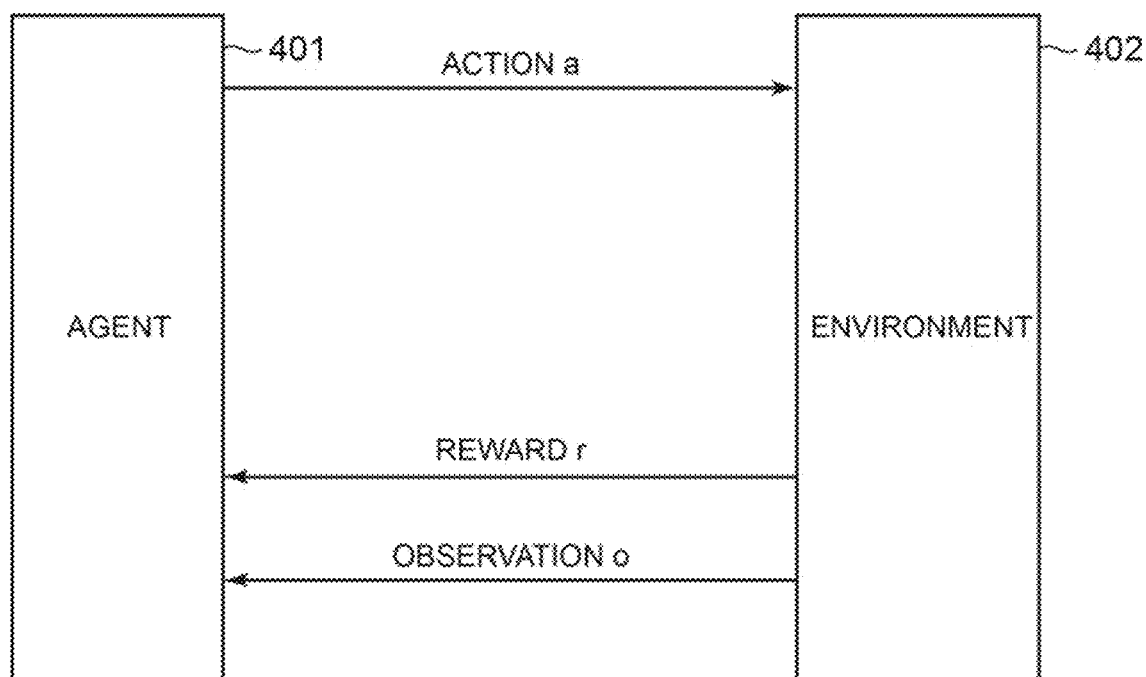 401
402
ACTION a
AGENT
ENVIRONMENT
REWARD r
OBSERVATION o